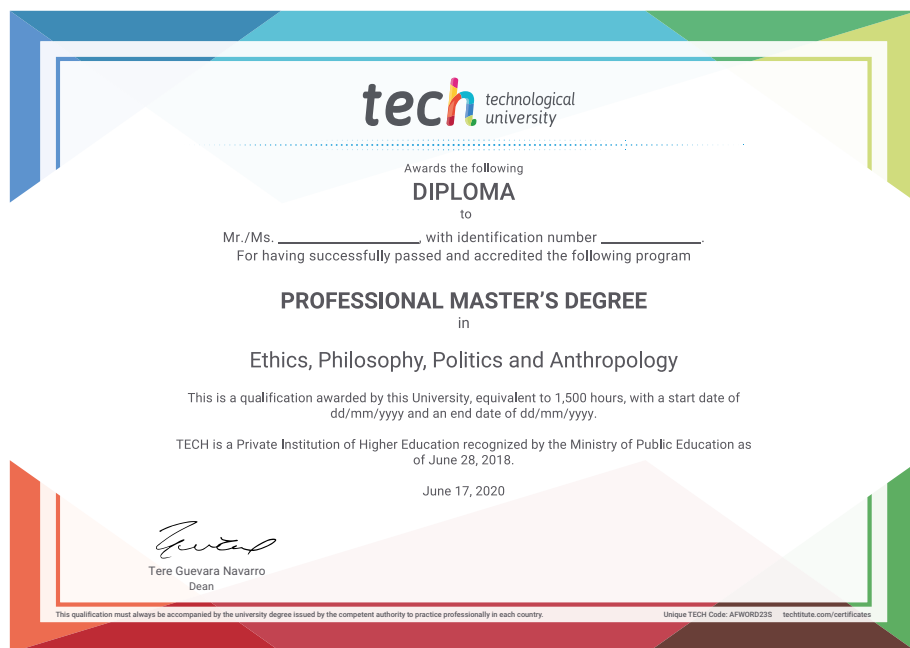 tech technological
university
Awards the following
DIPLOMA
to
Mr./Ms. ________________, with identification number ____________.
For having successfully passed and accredited the following program
PROFESSIONAL MASTER'S DEGREE
in
Ethics, Philosophy, Politics and Anthropology
This is a qualification awarded by this University, equivalent to 1,500 hours, with a start date of
dd/mm/yyyy and an end date of dd/mm/yyyy.
TECH is a Private Institution of Higher Education recognized by the Ministry of Public Education as
of June 28, 2018.
June 17, 2020
Tere Guevara Navarro
Dean
This qualification must always be accompanied by the university degree issued by the competent authority to practice professionally in each country. Unique TECH Code: AFWORD23S techtitute.com/certificates